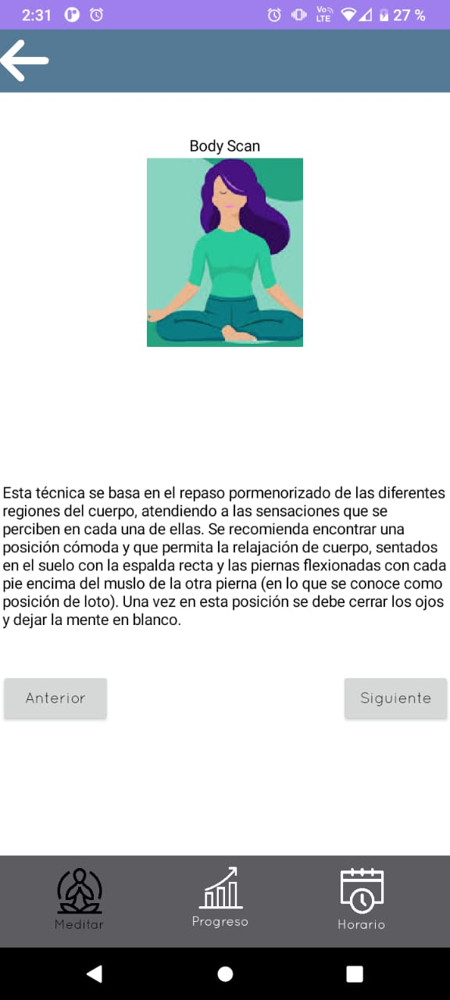 2:31
Vo LTE
27 %
Body Scan
Esta técnica se basa en el repaso pormenorizado de las diferentes
regiones del cuerpo, atendiendo a las sensaciones que se
perciben en cada una de ellas. Se recomienda encontrar una
posición cómoda y que permita la relajación de cuerpo, sentados
en el suelo con la espalda recta y las piernas flexionadas con cada
pie encima del muslo de la otra pierna (en lo que se conoce como
posición de loto). Una vez en esta posición se debe cerrar los ojos
y dejar la mente en blanco.
Anterior
Siguiente
Meditar
Progreso
Horario